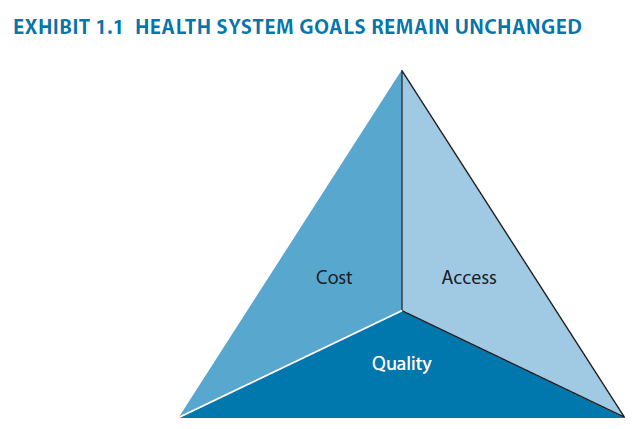 EXHIBIT 1.1 HEALTH SYSTEM GOALS REMAIN UNCHANGED
Cost
Access
Quality